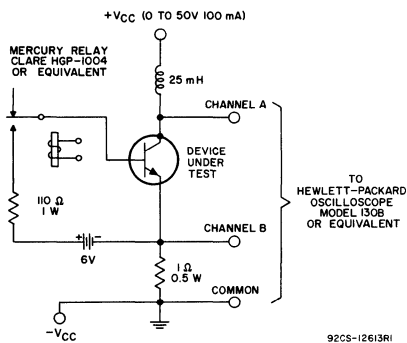 +VCC (0 TO 50V 100 mA)
MERCURY RELAY
CLARE HGP-1004
OR EQUIVALENT
25 mH
CHANNEL A
DEVICE
UNDER
TEST
TO
HEWLETT-PACKARD
OSCILLOSCOPE
MODEL 130B
OR EQUIVALENT
110 Ω
1 W
CHANNEL B
+ -
6V
1 Ω
0.5 W
COMMON
-VCC
92CS-12613R1